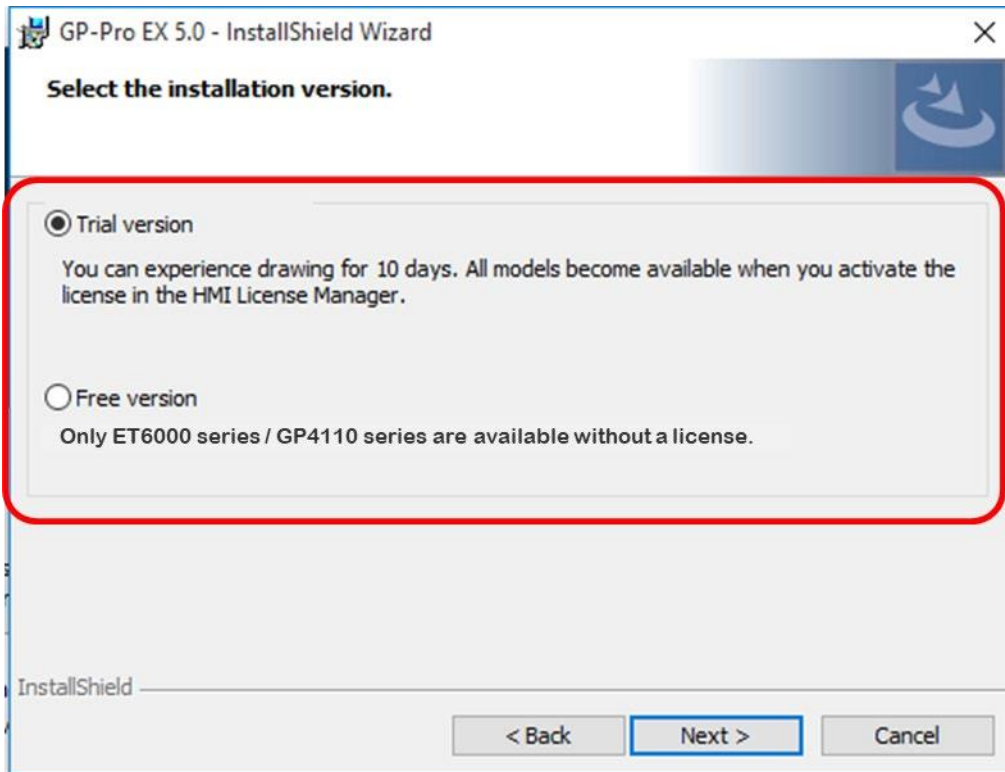 GP-Pro EX 5.0 - InstallShield Wizard
Select the installation version.
Trial version
You can experience drawing for 10 days. All models become available when you activate the
license in the HMI License Manager.
Free version
Only ET6000 series / GP4110 series are available without a license.
InstallShield
< Back
Next >
Cancel